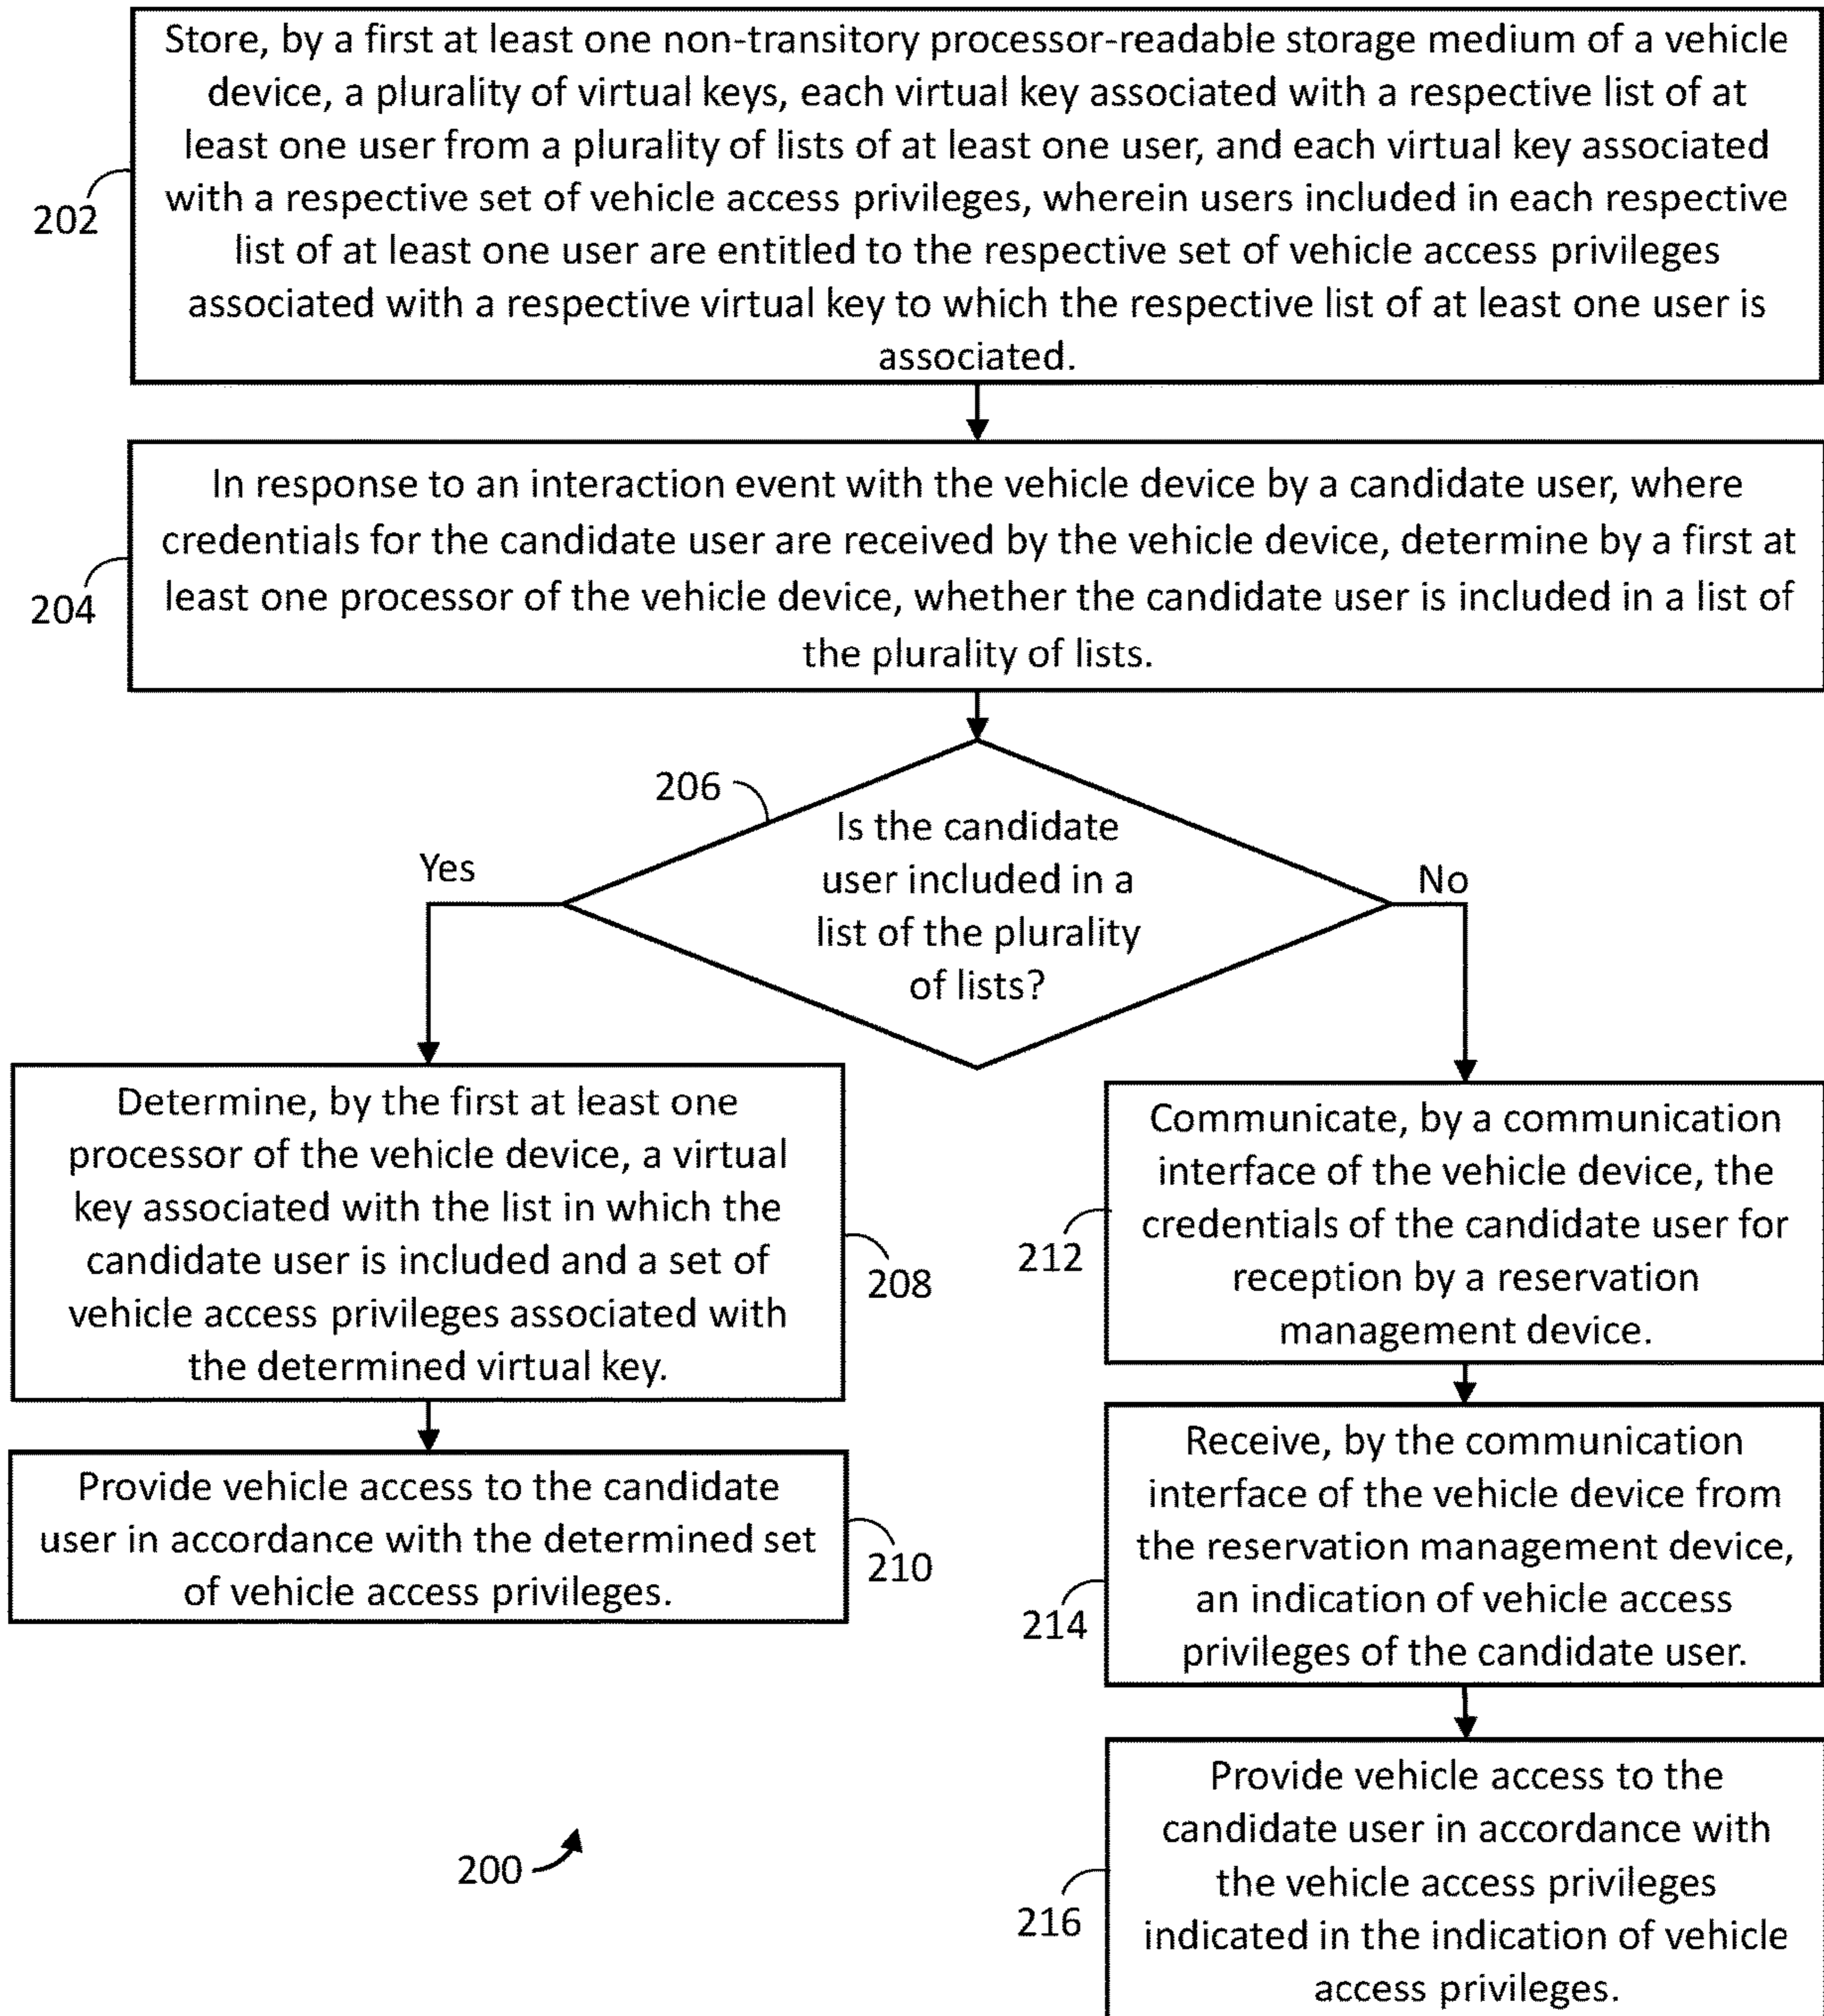 Store, by a first at least one non-transitory processor-readable storage medium of a vehicle
device, a plurality of virtual keys, each virtual key associated with a respective list of at
least one user from a plurality of lists of at least one user, and each virtual key associated
with a respective set of vehicle access privileges, wherein users included in each respective
list of at least one user are entitled to the respective set of vehicle access privileges
associated with a respective virtual key to which the respective list of at least one user is
associated.
202
In response to an interaction event with the vehicle device by a candidate user, where
credentials for the candidate user are received by the vehicle device, determine by a first at
least one processor of the vehicle device, whether the candidate user is included in a list of
the plurality of lists.
204
206
Is the candidate
user included in a
list of the plurality
of lists?
Yes
No
Determine, by the first at least one
processor of the vehicle device, a virtual
key associated with the list in which the
candidate user is included and a set of
vehicle access privileges associated with
the determined virtual key.
208
Provide vehicle access to the candidate
user in accordance with the determined set
of vehicle access privileges.
210
Communicate, by a communication
interface of the vehicle device, the
credentials of the candidate user for
reception by a reservation
management device.
212
Receive, by the communication
interface of the vehicle device from
the reservation management device,
an indication of vehicle access
privileges of the candidate user.
214
Provide vehicle access to the
candidate user in accordance with
the vehicle access privileges
indicated in the indication of vehicle
access privileges.
216
200